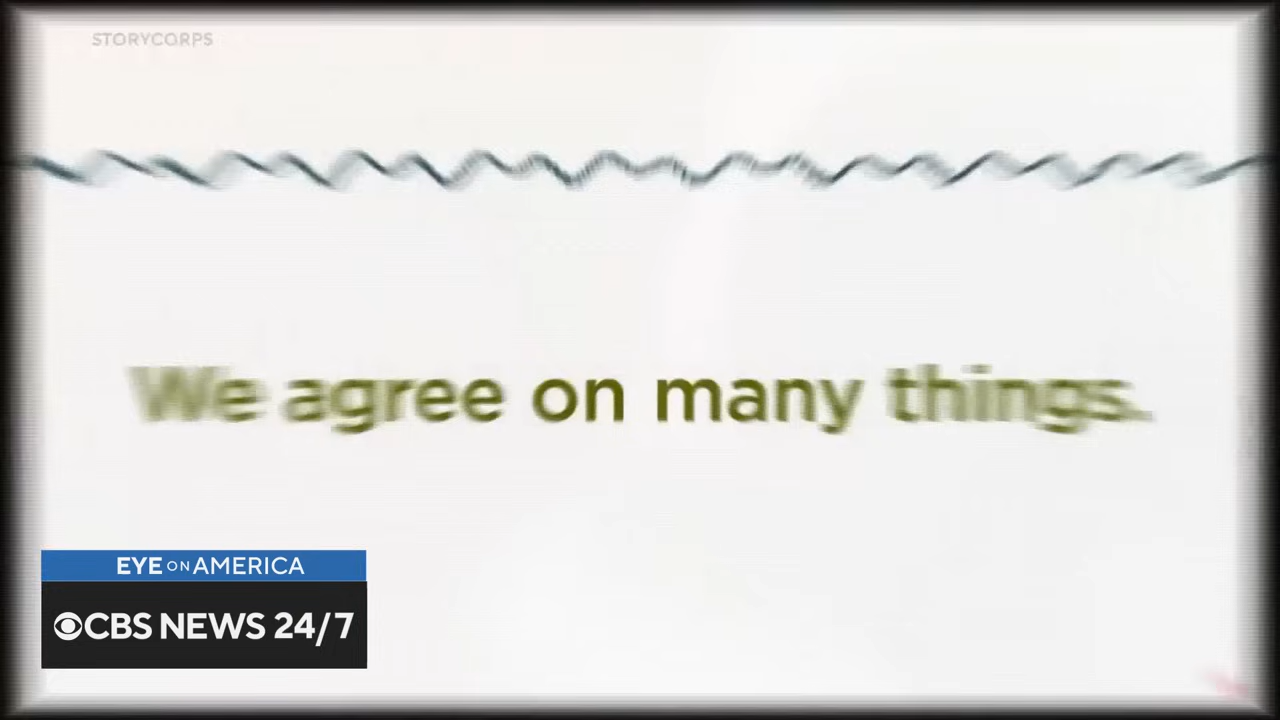 STORYCORPS
We agree on many things.
EYE ON AMERICA
CBS NEWS 24/7